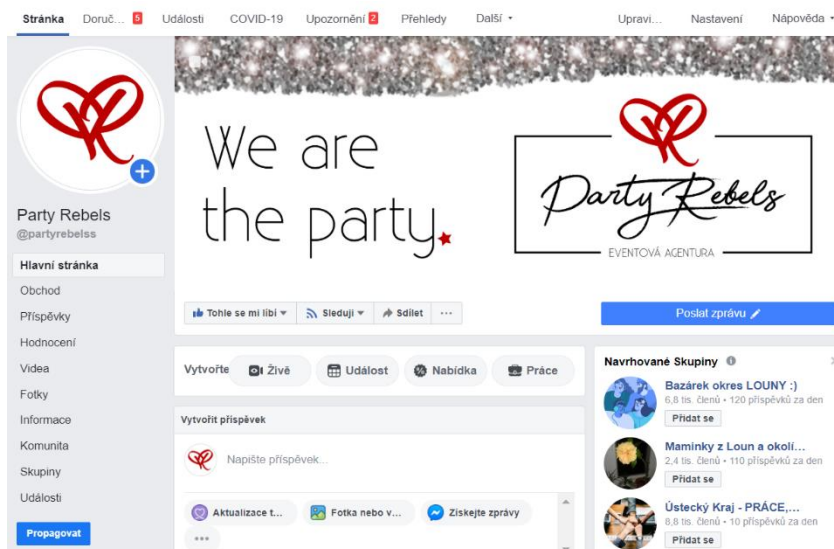 Stránka Doruč... 5 Události COVID-19 Upozornění 2 Přehledy Další Upravi... Nastavení Nápověda
We are
the party.
Party Rebels
EVENTOVÁ AGENTURA
Party Rebels
@partyrebelss
Hlavní stránka
Obchod
Příspěvky
Hodnocení
Videa
Fotky
Informace
Komunita
Skupiny
Události
Propagovat
Tohle se mi líbí Sleduji Sdílet ...
Poslat zprávu
Vytvořte Živě Událost Nabídka Práce
Vytvořit příspěvek
Napište příspěvek...
Aktualizace t... Fotka nebo v... Získejte zprávy
...
Navrhované Skupiny
Bazárek okres LOUNY :)
6,8 tis. členů • 120 příspěvků za den
Přidat se
Maminky z Loun a okolí...
2,4 tis. členů • 110 příspěvků za den
Přidat se
Ústecký Kraj - PRÁCE,...
8,8 tis. členů • 10 příspěvků za den
Přidat se